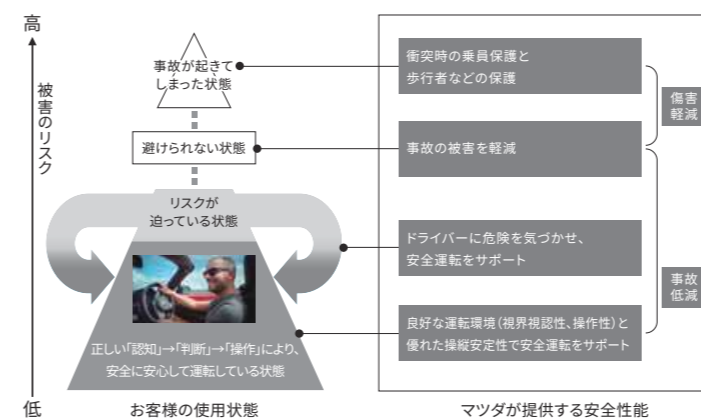 高
被害のリスク
低
事故が起きて
しまった状態
避けられない状態
リスクが
迫っている状態
正しい「認知」→「判断」→「操作」により、
安全に安心して運転している状態
お客様の使用状態
衝突時の乗員保護と
歩行者などの保護
事故の被害を軽減
ドライバーに危険を気づかせ、
安全運転をサポート
良好な運転環境（視界視認性、操作性）と
優れた操縦安定性で安全運転をサポート
傷害
軽減
事故
低減
マツダが提供する安全性能